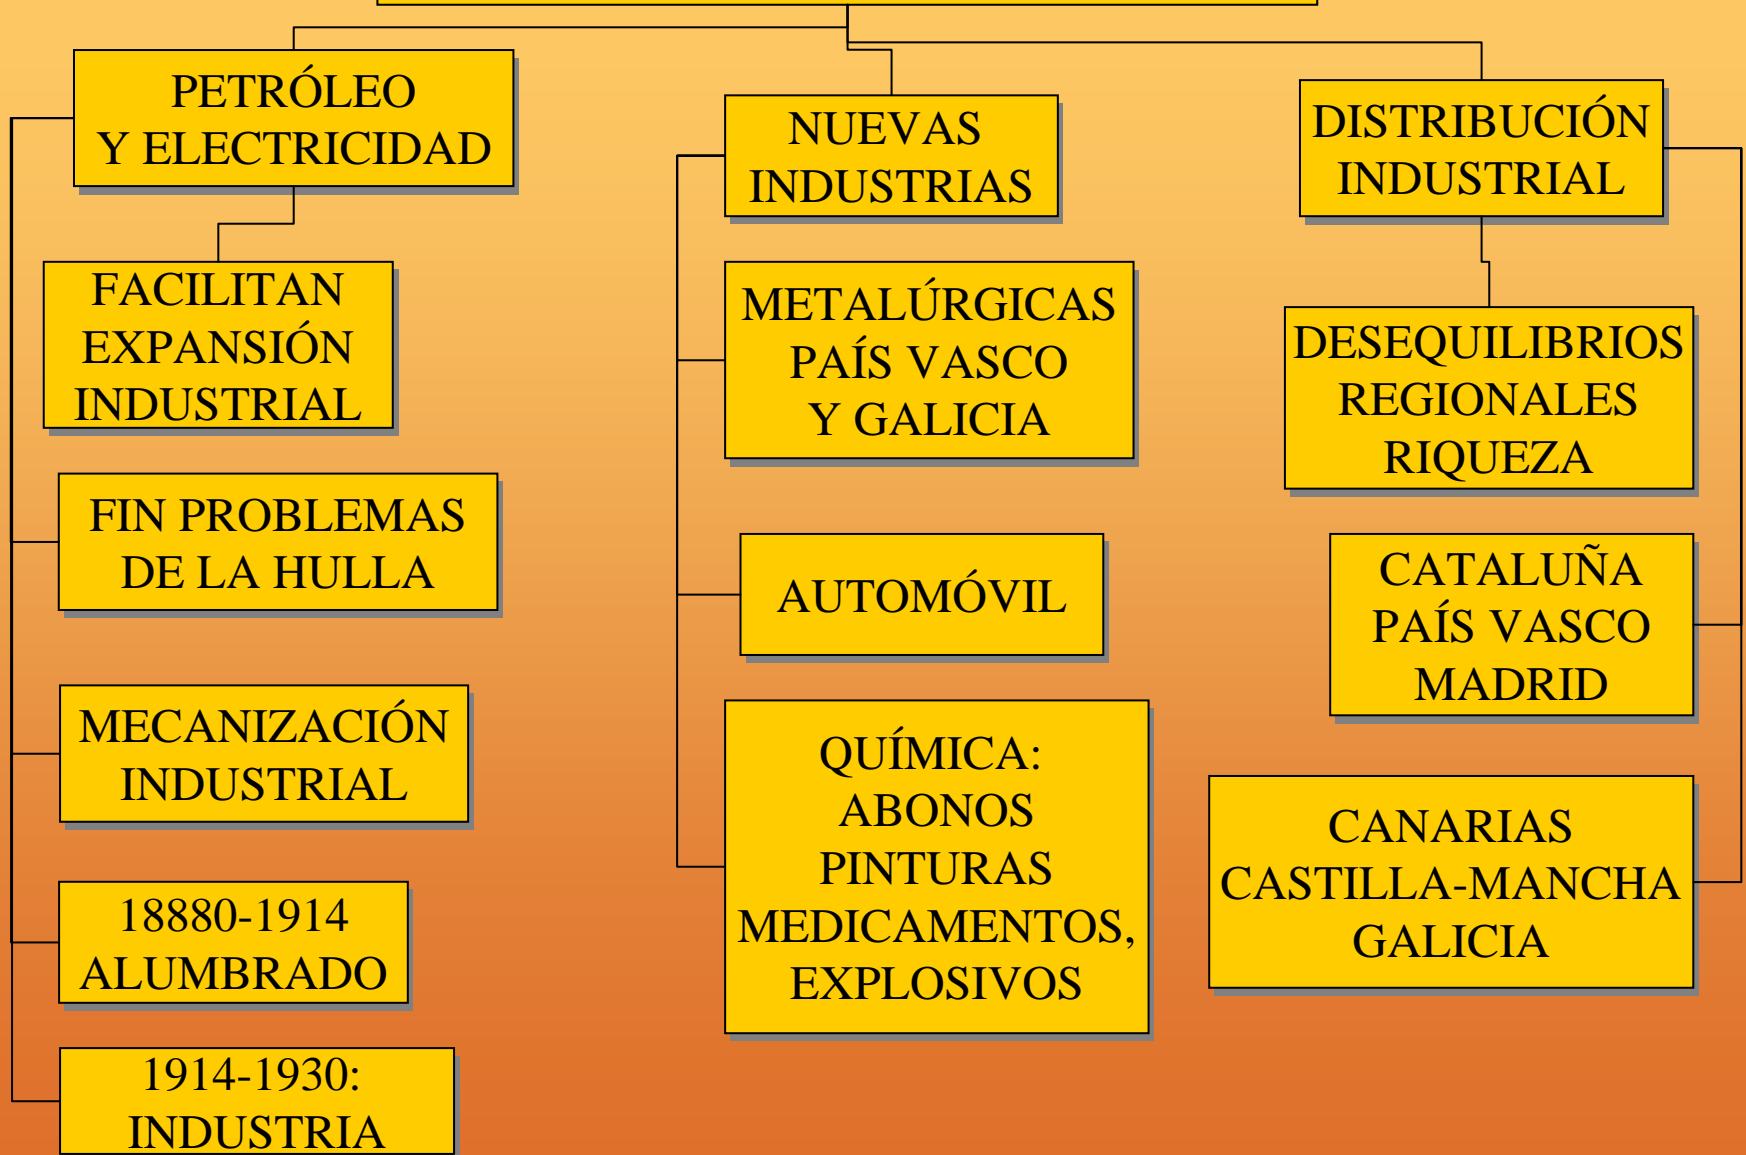 PETRÓLEO
Y ELECTRICIDAD
FACILITAN
EXPANSIÓN
INDUSTRIAL
FIN PROBLEMAS
DE LA HULLA
MECANIZACIÓN
INDUSTRIAL
18880-1914
ALUMBRADO
1914-1930:
INDUSTRIA
NUEVAS
INDUSTRIAS
METALÚRGICAS
PAÍS VASCO
Y GALICIA
AUTOMÓVIL
QUÍMICA:
ABONOS
PINTURAS
MEDICAMENTOS,
EXPLOSIVOS
DISTRIBUCIÓN
INDUSTRIAL
DESEQUILIBRIOS
REGIONALES
RIQUEZA
CATALUÑA
PAÍS VASCO
MADRID
CANARIAS
CASTILLA-MANCHA
GALICIA